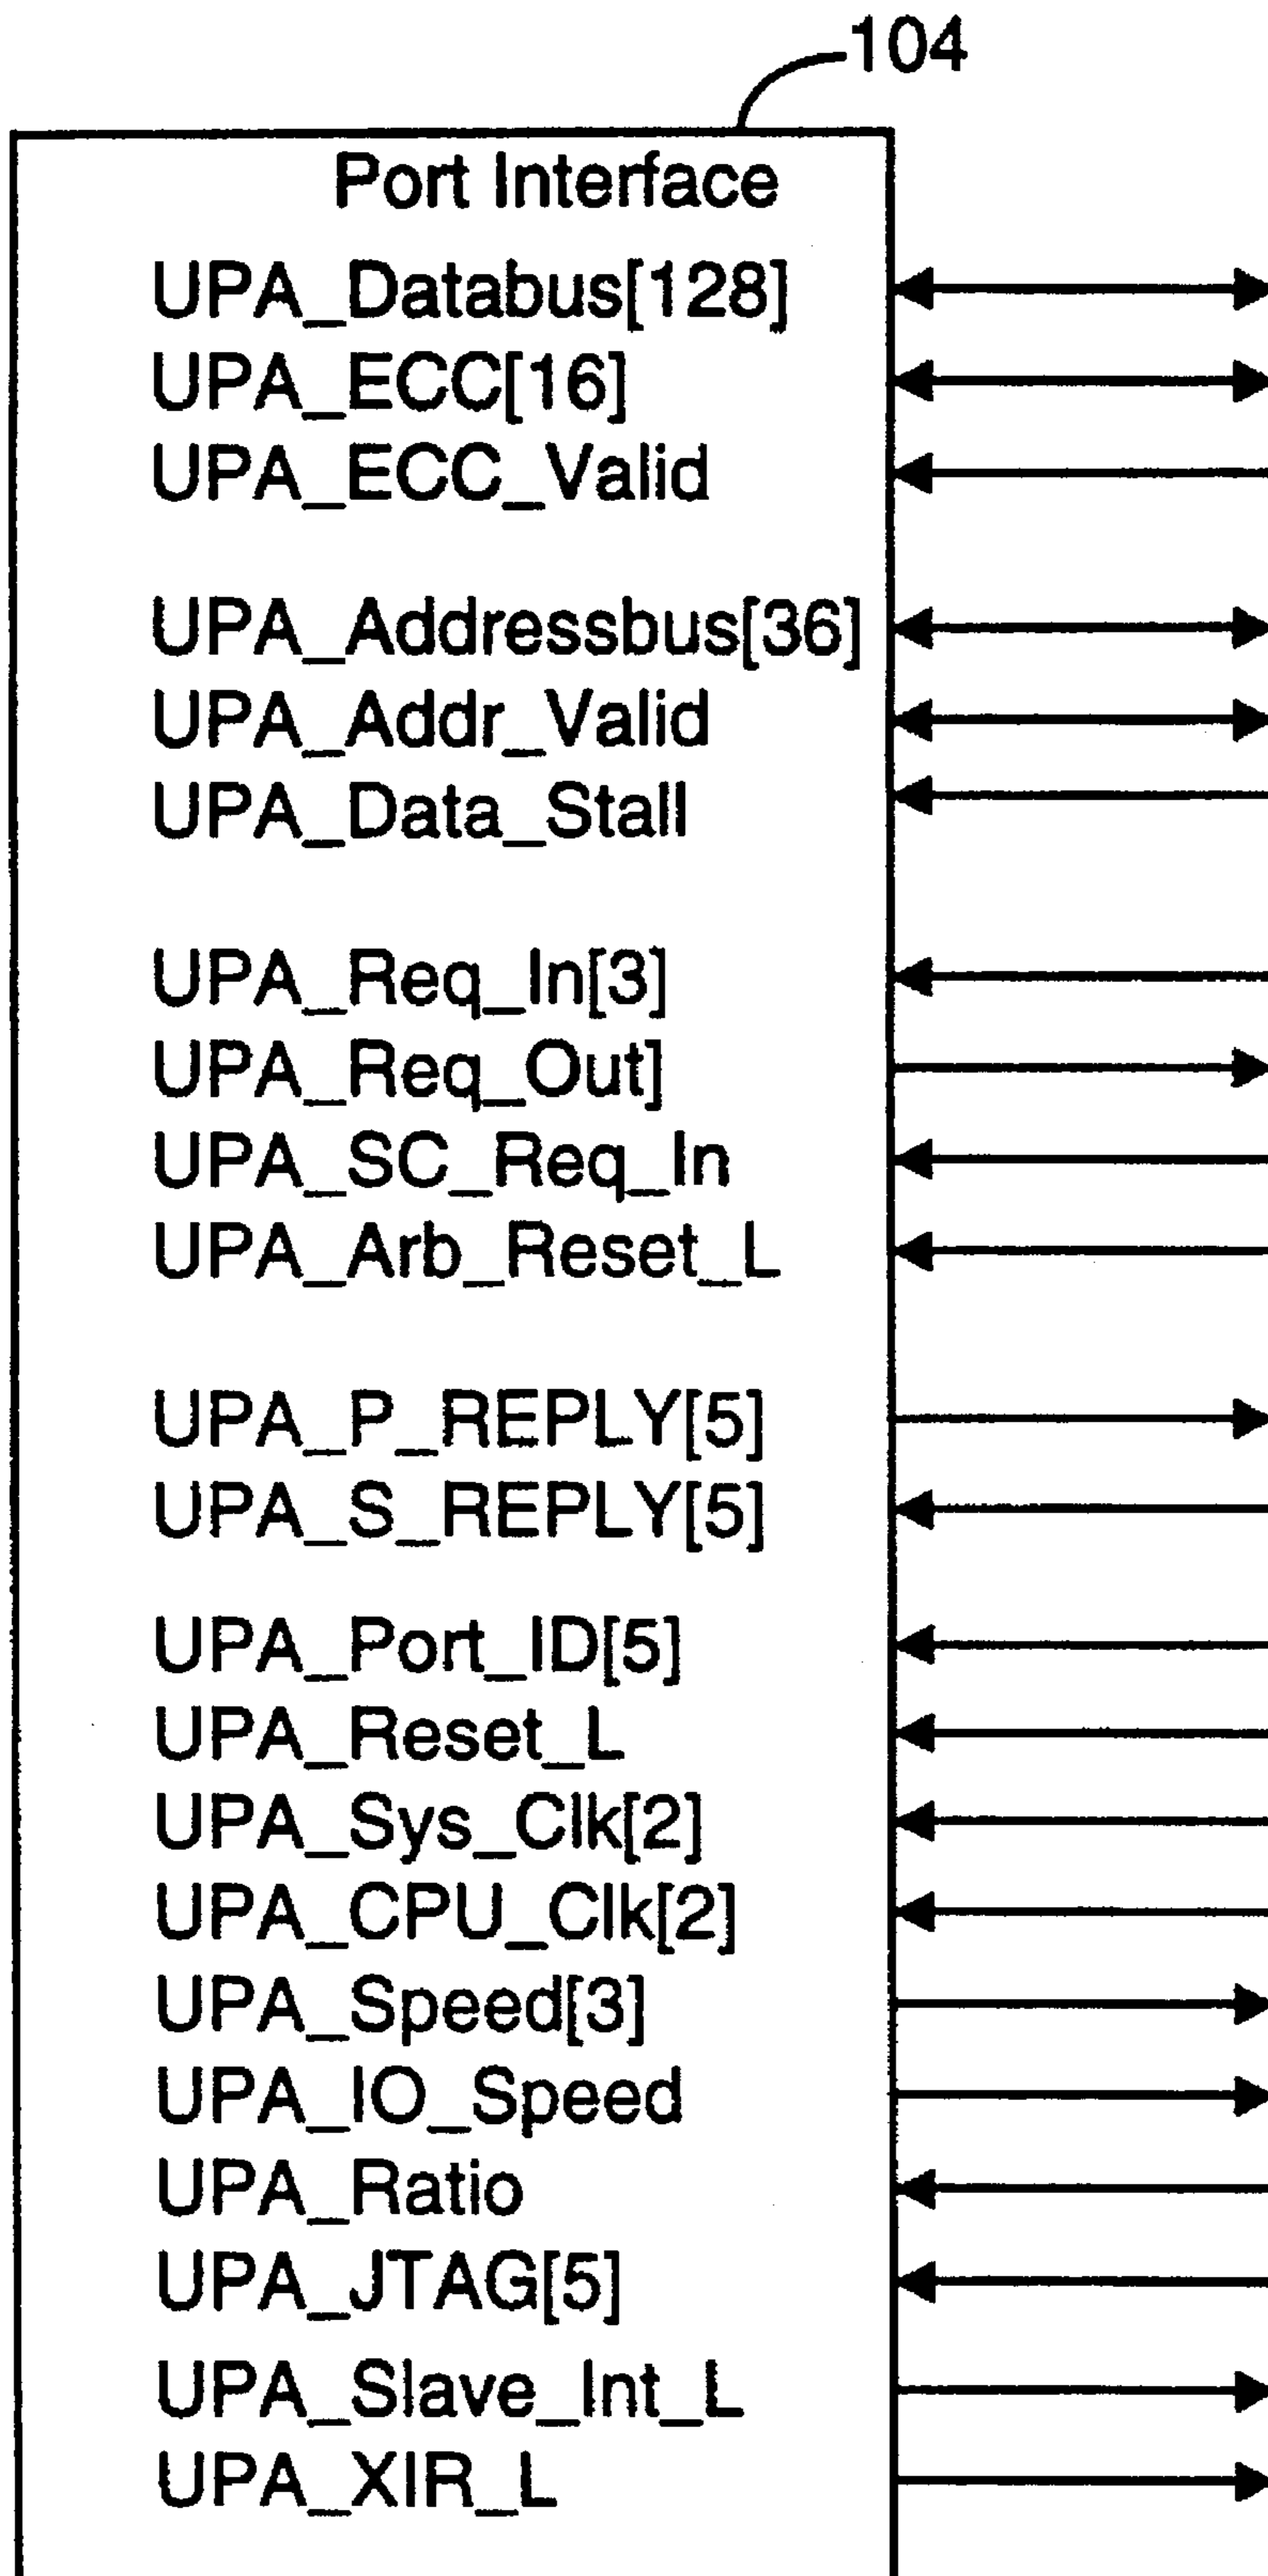 104
Port Interface
UPA_Databus[128]
UPA_ECC[16]
UPA_ECC_Valid
UPA_Addressbus[36]
UPA_Addr_Valid
UPA_Data_Stall
UPA_Req_In[3]
UPA_Req_Out]
UPA_SC_Req_In
UPA_Arb_Reset_L
UPA_P_REPLY[5]
UPA_S_REPLY[5]
UPA_Port_ID[5]
UPA_Reset_L
UPA_Sys_Clk[2]
UPA_CPU_Clk[2]
UPA_Speed[3]
UPA_IO_Speed
UPA_Ratio
UPA_JTAG[5]
UPA_Slave_Int_L
UPA_XIR_L